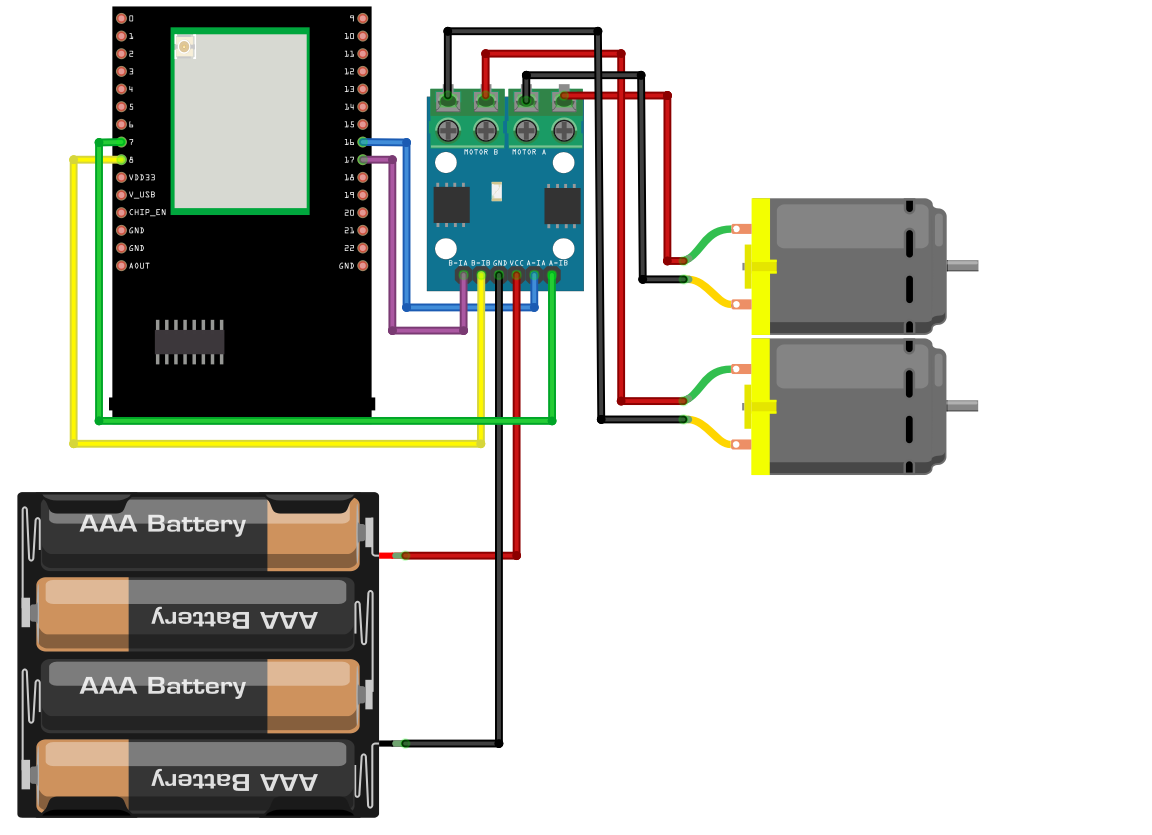 0 9
1 10
2 11
3 12
4 13
5 14
6 15
7 16
8 17
VDD33 18
V_USB 19
CHIP_EN 20
GND 21
GND 22
AOUT GND
MOTOR B MOTOR A
B-IA B-IB GND VCC A-IA A-IB
AAA Battery
AAA Battery
AAA Battery
AAA Battery